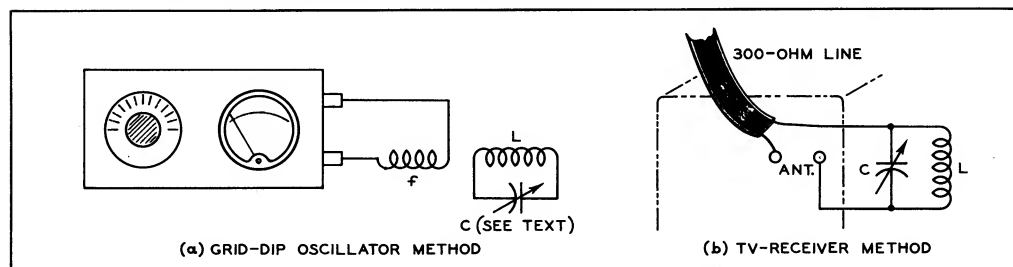 f
L
C (SEE TEXT)
(a) GRID-DIP OSCILLATOR METHOD
300-OHM LINE
ANT.
C
L
(b) TV-RECEIVER METHOD